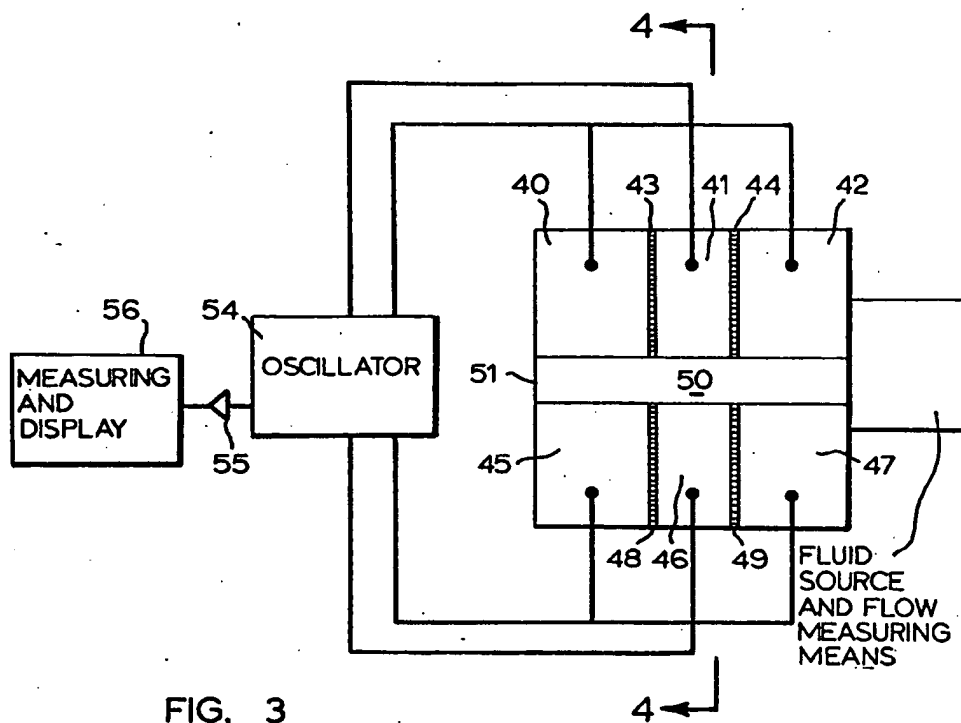 4
40
43
41
44
42
56
54
MEASURING
AND
DISPLAY
OSCILLATOR
55
51
50
45
47
48
46
49
FLUID
SOURCE
AND FLOW
MEASURING
MEANS
4
FIG. 3